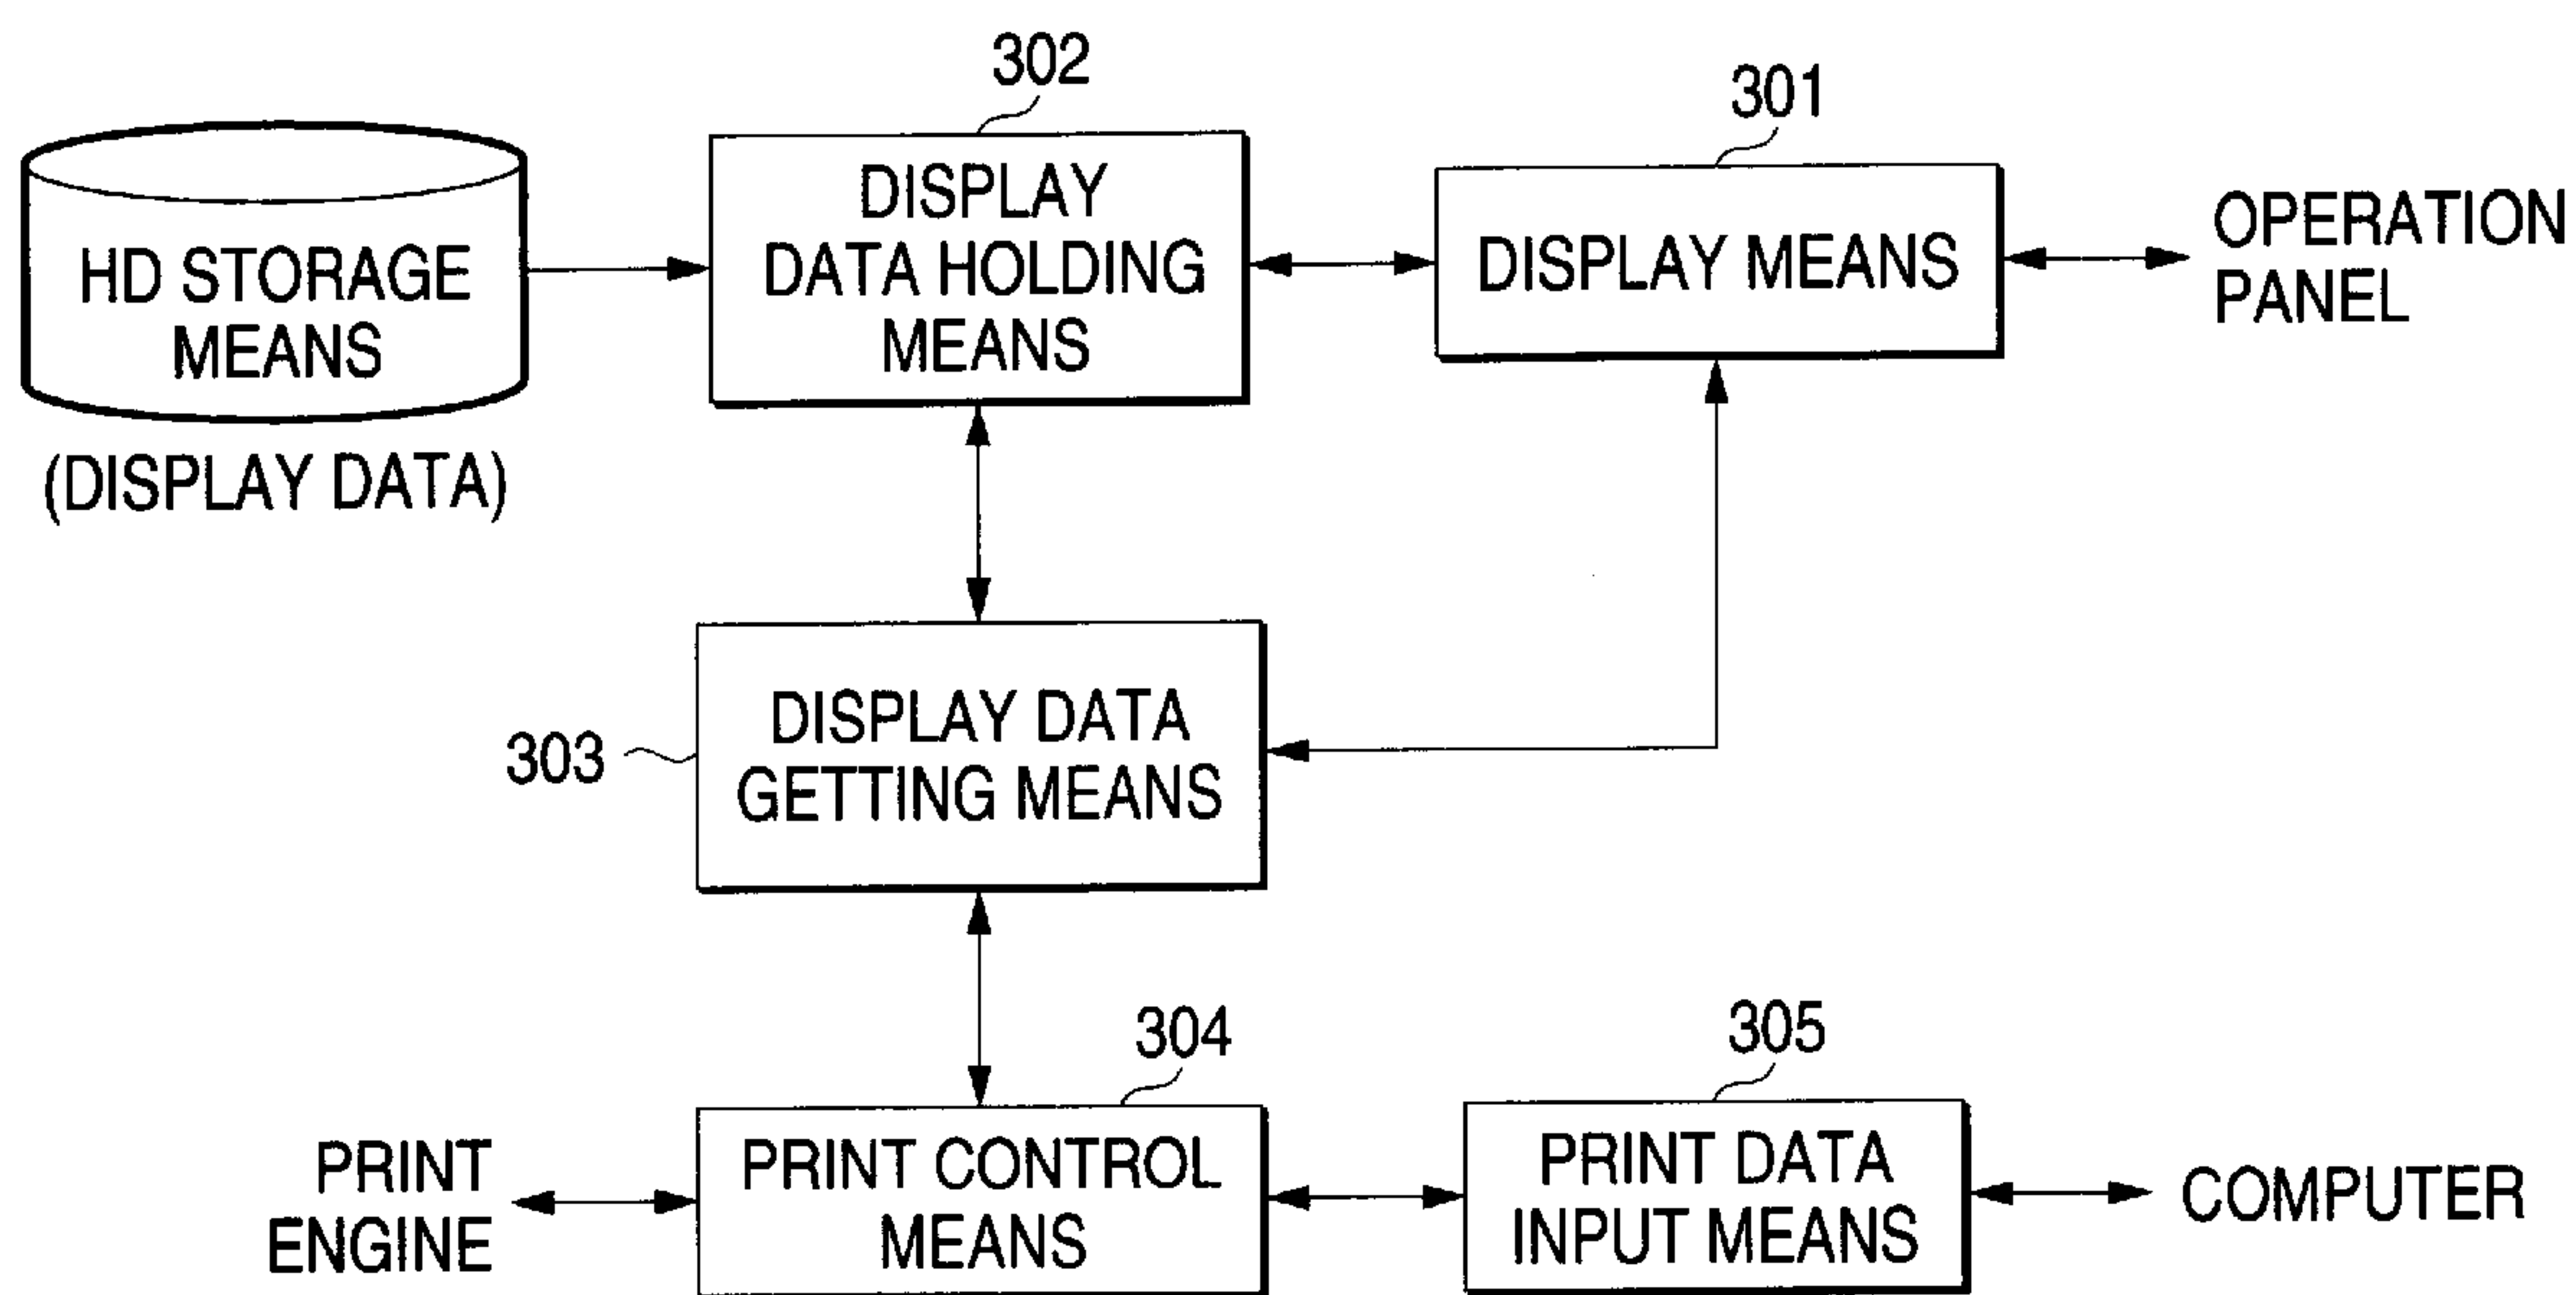 302
301
HD STORAGE
MEANS
(DISPLAY DATA)
DISPLAY
DATA HOLDING
MEANS
DISPLAY MEANS
OPERATION
PANEL
303
DISPLAY DATA
GETTING MEANS
304
305
PRINT
ENGINE
PRINT CONTROL
MEANS
PRINT DATA
INPUT MEANS
COMPUTER